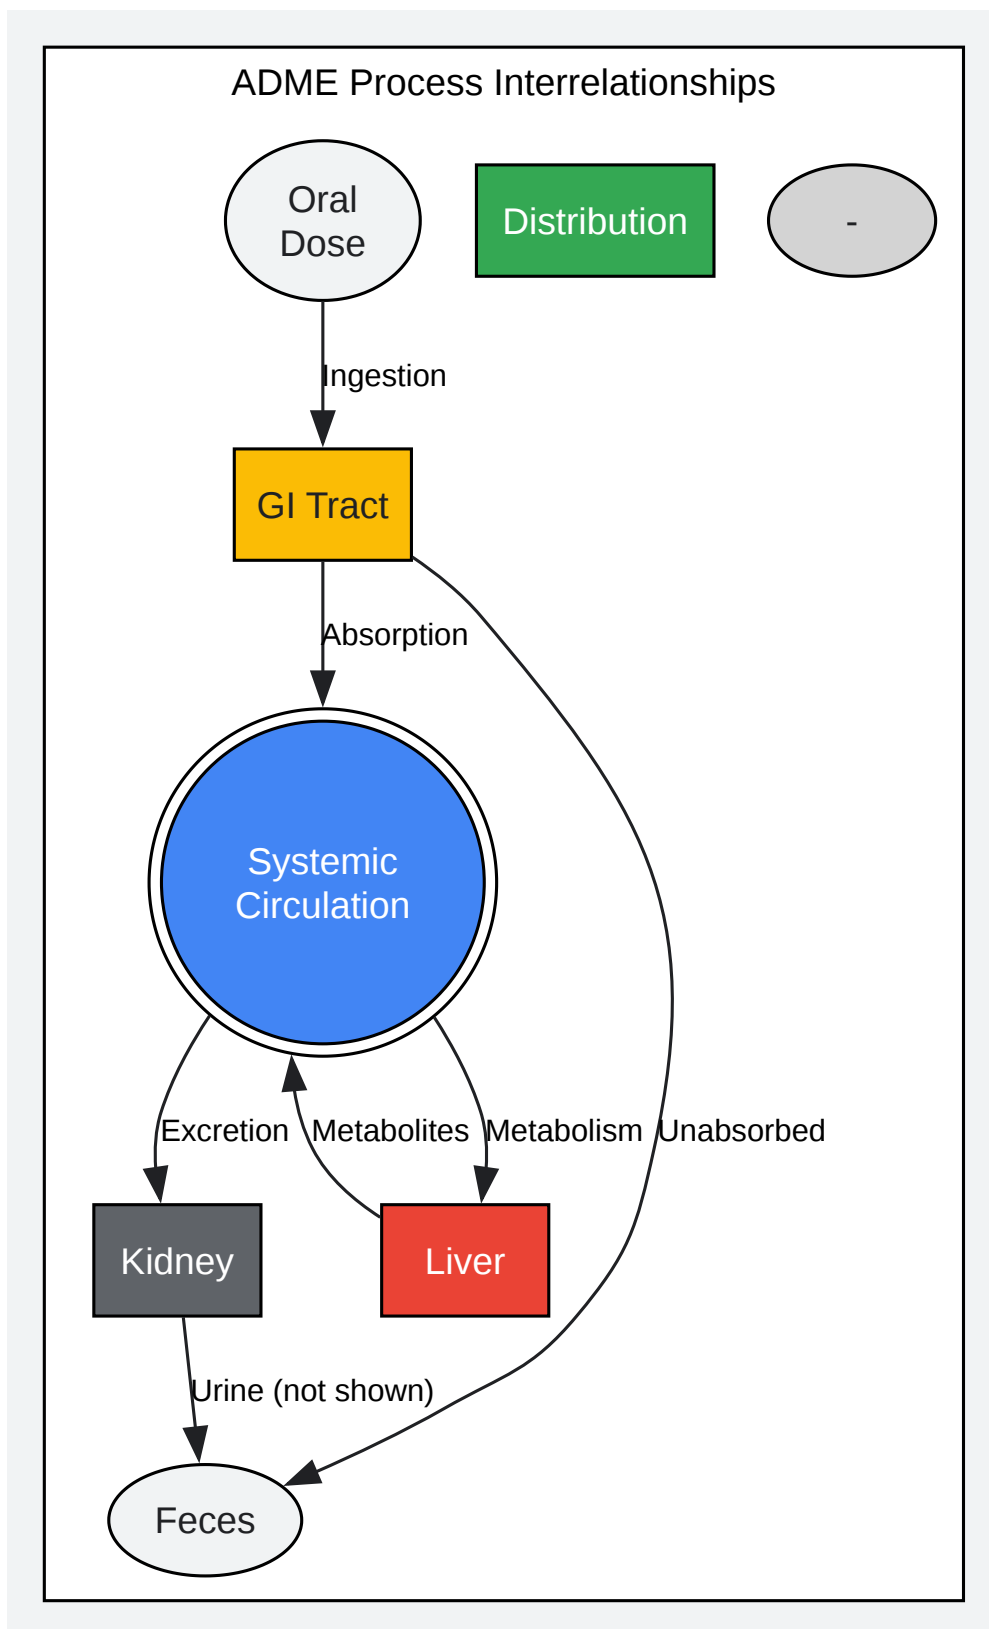 ADME Process Interrelationships
Oral
Dose
Distribution
-
Ingestion
GI Tract
Absorption
Systemic
Circulation
Excretion
Metabolites
Metabolism
Unabsorbed
Kidney
Liver
Urine (not shown)
Feces